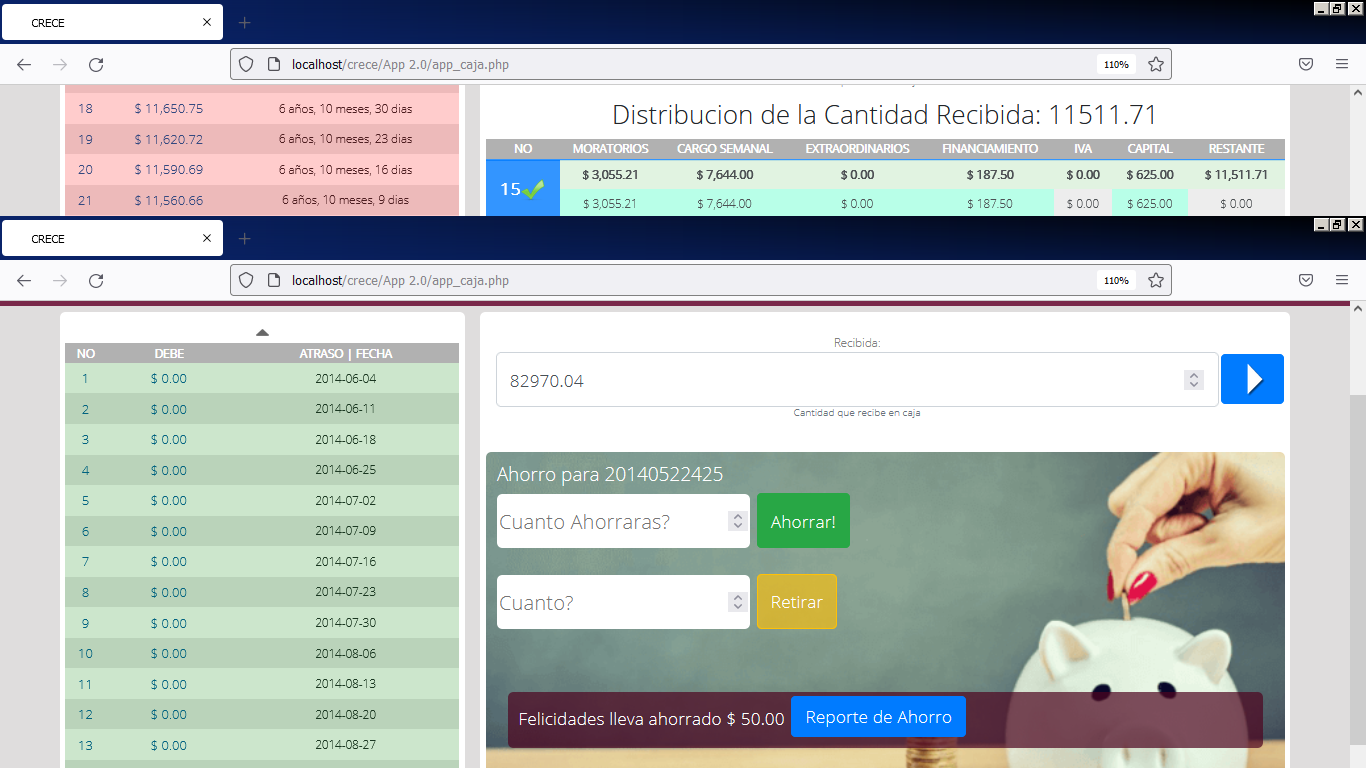 CRECE
localhost/crece/App 2.0/app_caja.php
110%
18 $ 11,650.75 6 años, 10 meses, 30 dias
19 $ 11,620.72 6 años, 10 meses, 23 dias
20 $ 11,590.69 6 años, 10 meses, 16 dias
21 $ 11,560.66 6 años, 10 meses, 9 dias
Distribucion de la Cantidad Recibida: 11511.71
NO MORATORIOS CARGO SEMANAL EXTRAORDINARIOS FINANCIAMIENTO IVA CAPITAL RESTANTE
15 $ 3,055.21 $ 7,644.00 $ 0.00 $ 187.50 $ 0.00 $ 625.00 $ 11,511.71
$ 3,055.21 $ 7,644.00 $ 0.00 $ 187.50 $ 0.00 $ 625.00 $ 0.00
CRECE
localhost/crece/App 2.0/app_caja.php
110%
NO DEBE ATRASO | FECHA
1 $ 0.00 2014-06-04
2 $ 0.00 2014-06-11
3 $ 0.00 2014-06-18
4 $ 0.00 2014-06-25
5 $ 0.00 2014-07-02
6 $ 0.00 2014-07-09
7 $ 0.00 2014-07-16
8 $ 0.00 2014-07-23
9 $ 0.00 2014-07-30
10 $ 0.00 2014-08-06
11 $ 0.00 2014-08-13
12 $ 0.00 2014-08-20
13 $ 0.00 2014-08-27
Recibida:
82970.04
Cantidad que recibe en caja
Ahorro para 20140522425
Cuanto Ahorraras?
Ahorrar!
Cuanto?
Retirar
Felicidades lleva ahorrado $ 50.00
Reporte de Ahorro